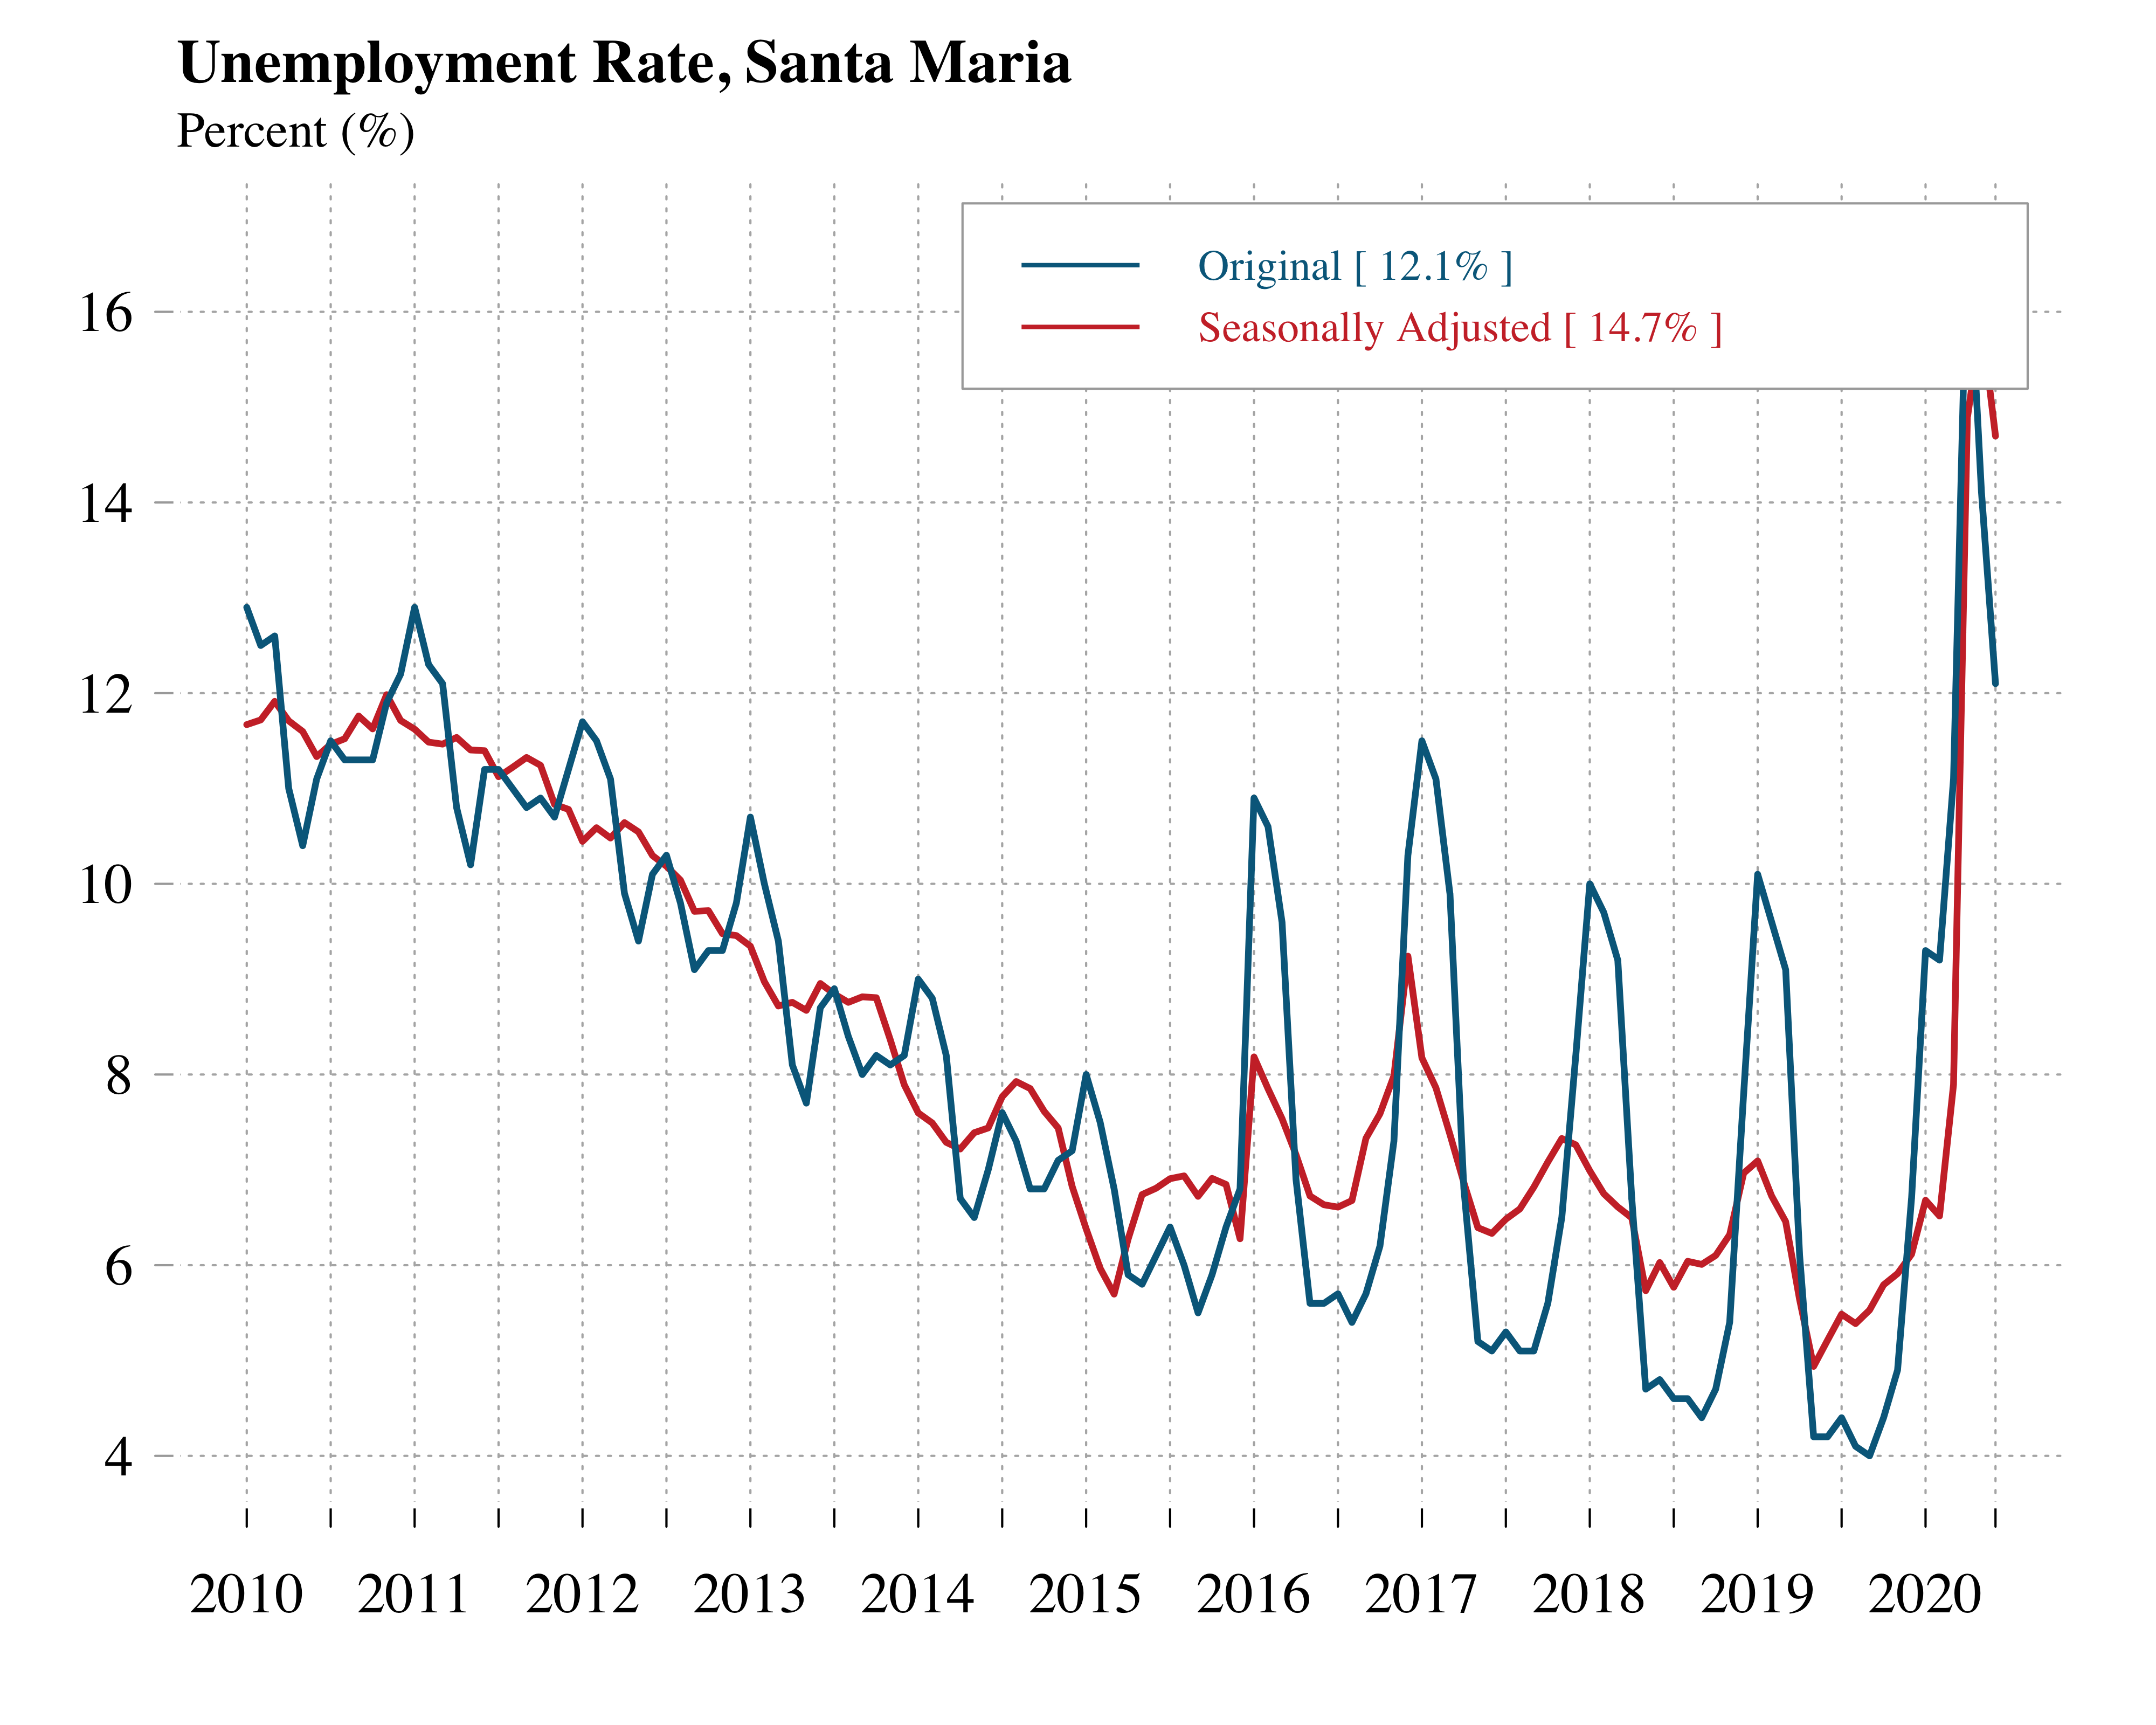 Unemployment Rate, Santa Maria
Percent (%)
Original [ 12.1% ]
Seasonally Adjusted [ 14.7% ]
16
14
12
10
8
6
4
2010 2011 2012 2013 2014 2015 2016 2017 2018 2019 2020